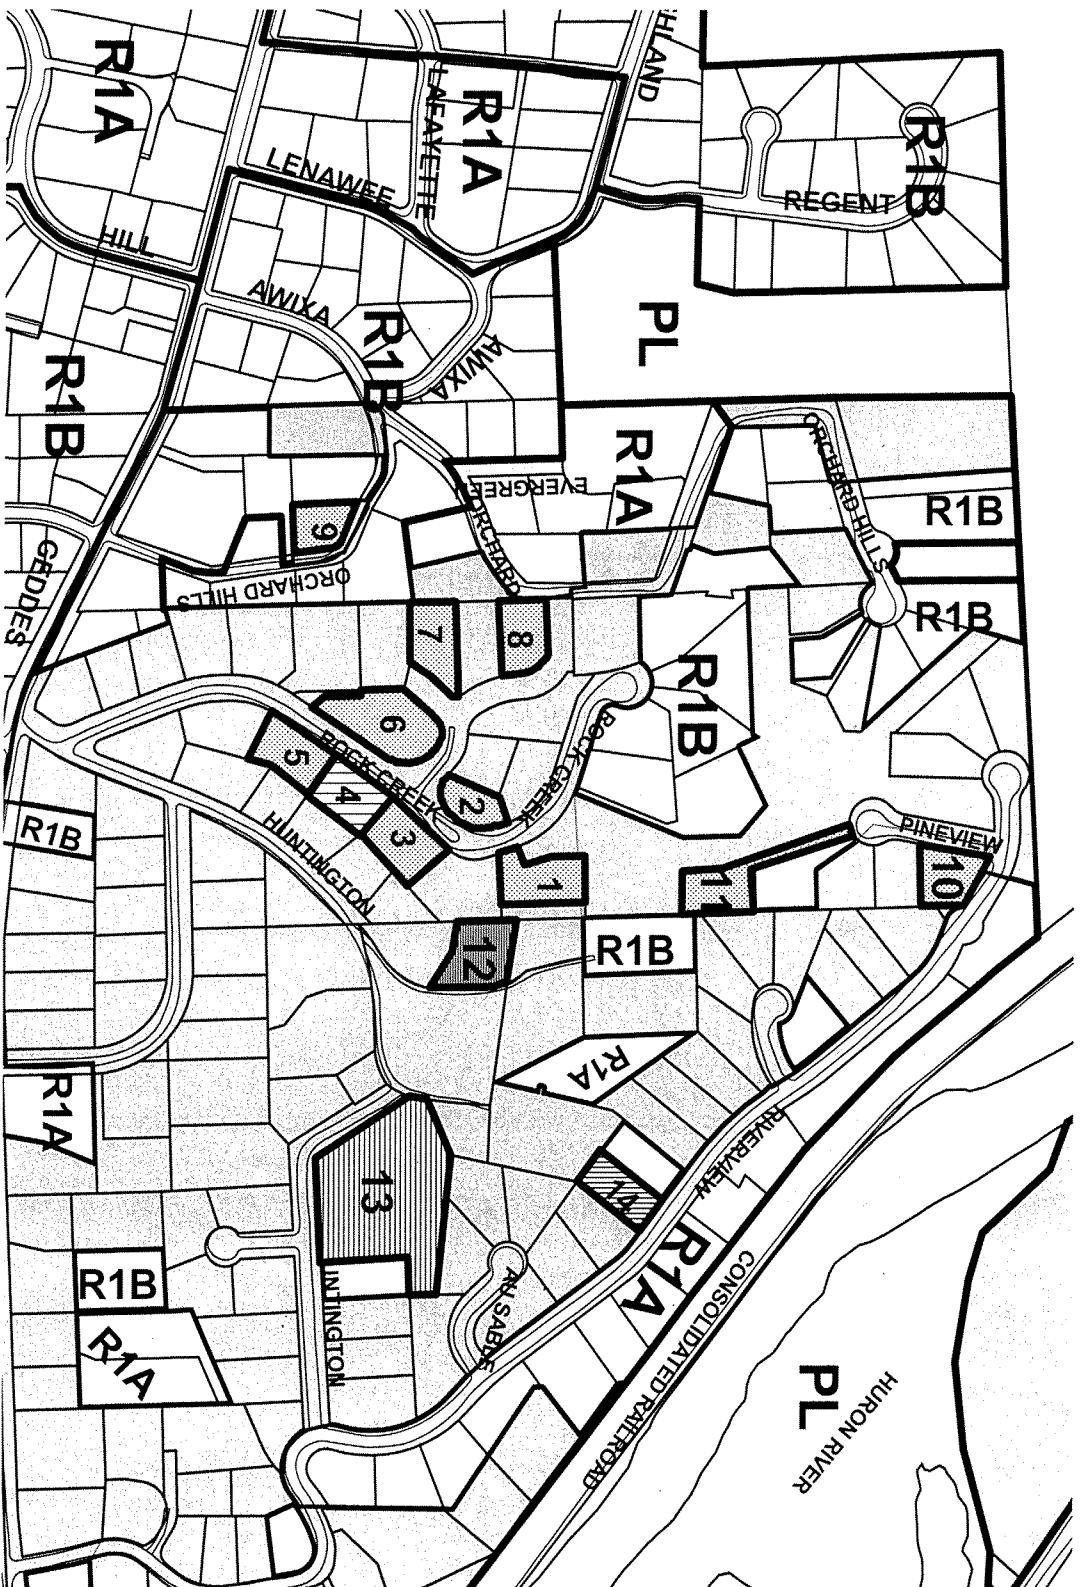 R1A
HLAND
LAFAYETTE
R1A
R1B
LENAWEE
REGENT
HILL
AWIXA
PL
R1B
AWIXA
R1B
ORCHARD HILLS
R1A
EVERGREEN
ORCHARD
R1B
9
GEDDES
ORCHARD HILLS
R1B
7
8
R1B
6
ROCK CREEK
ROCK CREEK
5
4
2
3
HUNTINGTON
R1B
PINEVIEW
10
1
11
12
R1B
R1A
R1A
RIVERVIEW
13
14
R1A
R1B
AU SABLE
INTINGTON
CONSOLIDATED RAILROAD
R1A
PL
HURON RIVER